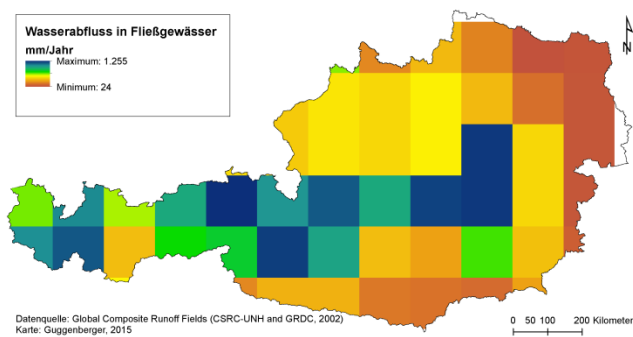 Wasserabfluss in Fließgewässer
mm/Jahr
Maximum: 1.255
Minimum: 24
N
Datenquelle: Global Composite Runoff Fields (CSRC-UNH and GRDC, 2002)
Karte: Guggenberger, 2015
0 50 100 200 Kilometer